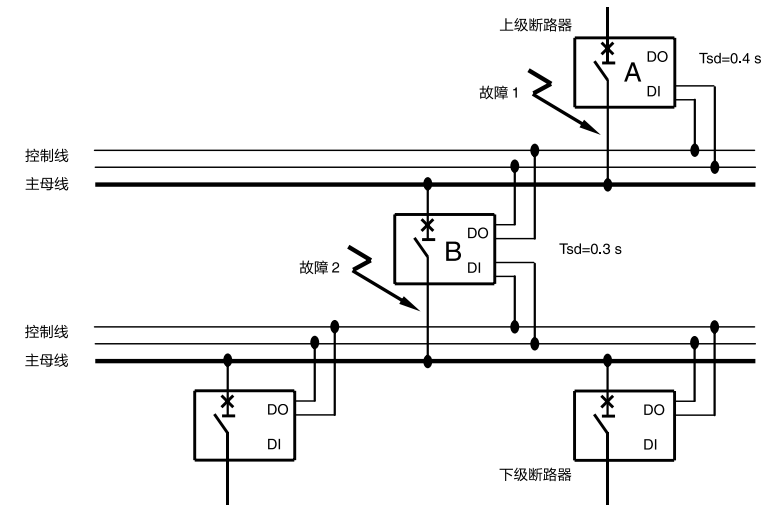 上级断路器
DO
Tsd=0.4 s
A
DI
故障 1
控制线
主母线
DO
B
Tsd=0.3 s
DI
故障 2
控制线
主母线
DO
DI
DO
DI
下级断路器